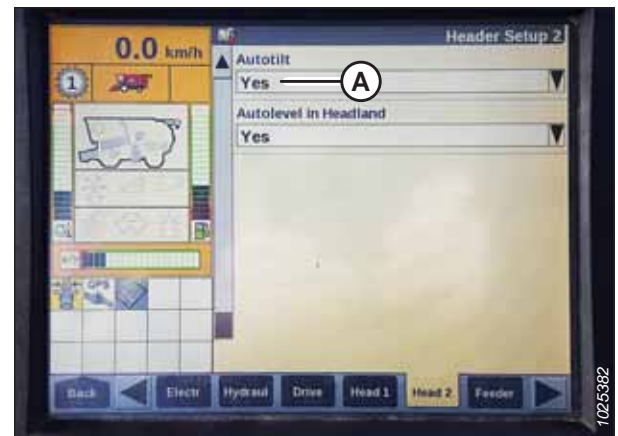 0.0 km/h
Header Setup 2
1
Autotilt
Yes
A
Autolevel in Headland
Yes
GPS
Back
Electr
Hydraul
Drive
Head 1
Head 2
Feeder
1025382